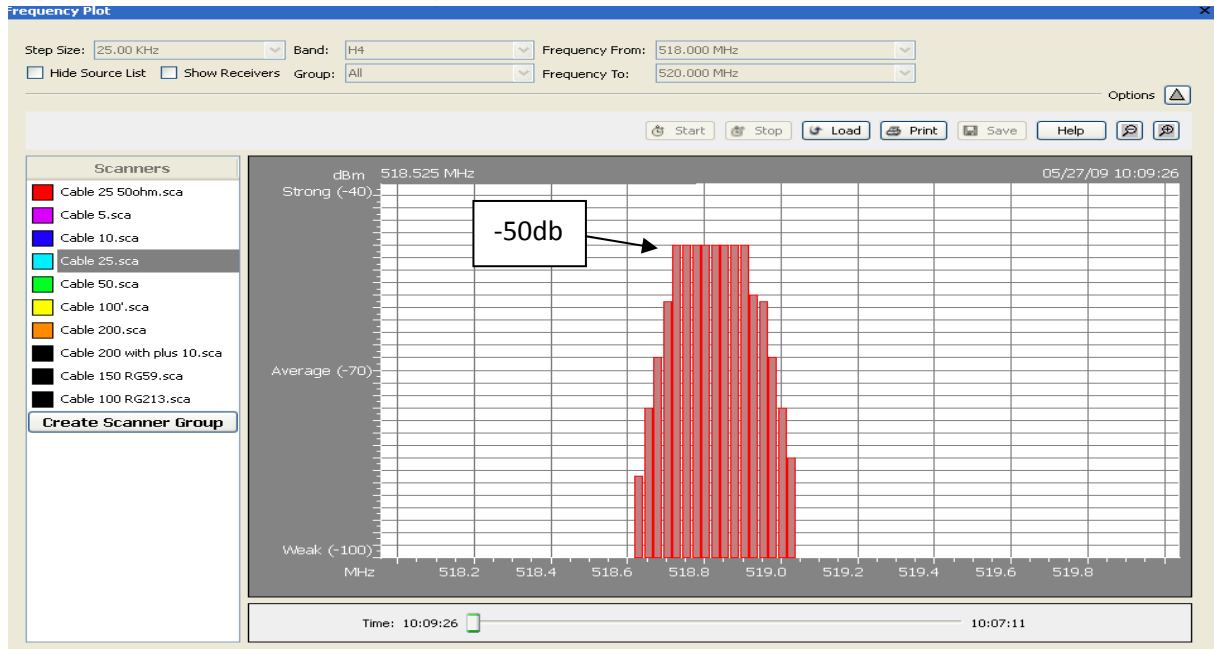 Frequency Plot
Step Size: 25.00 KHz Band: H4 Frequency From: 518.000 MHz
Hide Source List Show Receivers Group: All Frequency To: 520.000 MHz
Options
Start Stop Load Print Save Help
Scanners
Cable 25 50ohm.sca
Cable 5.sca
Cable 10.sca
Cable 25.sca
Cable 50.sca
Cable 100'.sca
Cable 200.sca
Cable 200 with plus 10.sca
Cable 150 RG59.sca
Cable 100 RG213.sca
Create Scanner Group
dBm 518.525 MHz 05/27/09 10:09:26
Strong (-40)
-50db
Average (-70)
Weak (-100)
MHz 518.2 518.4 518.6 518.8 519.0 519.2 519.4 519.6 519.8
Time: 10:09:26 10:07:11